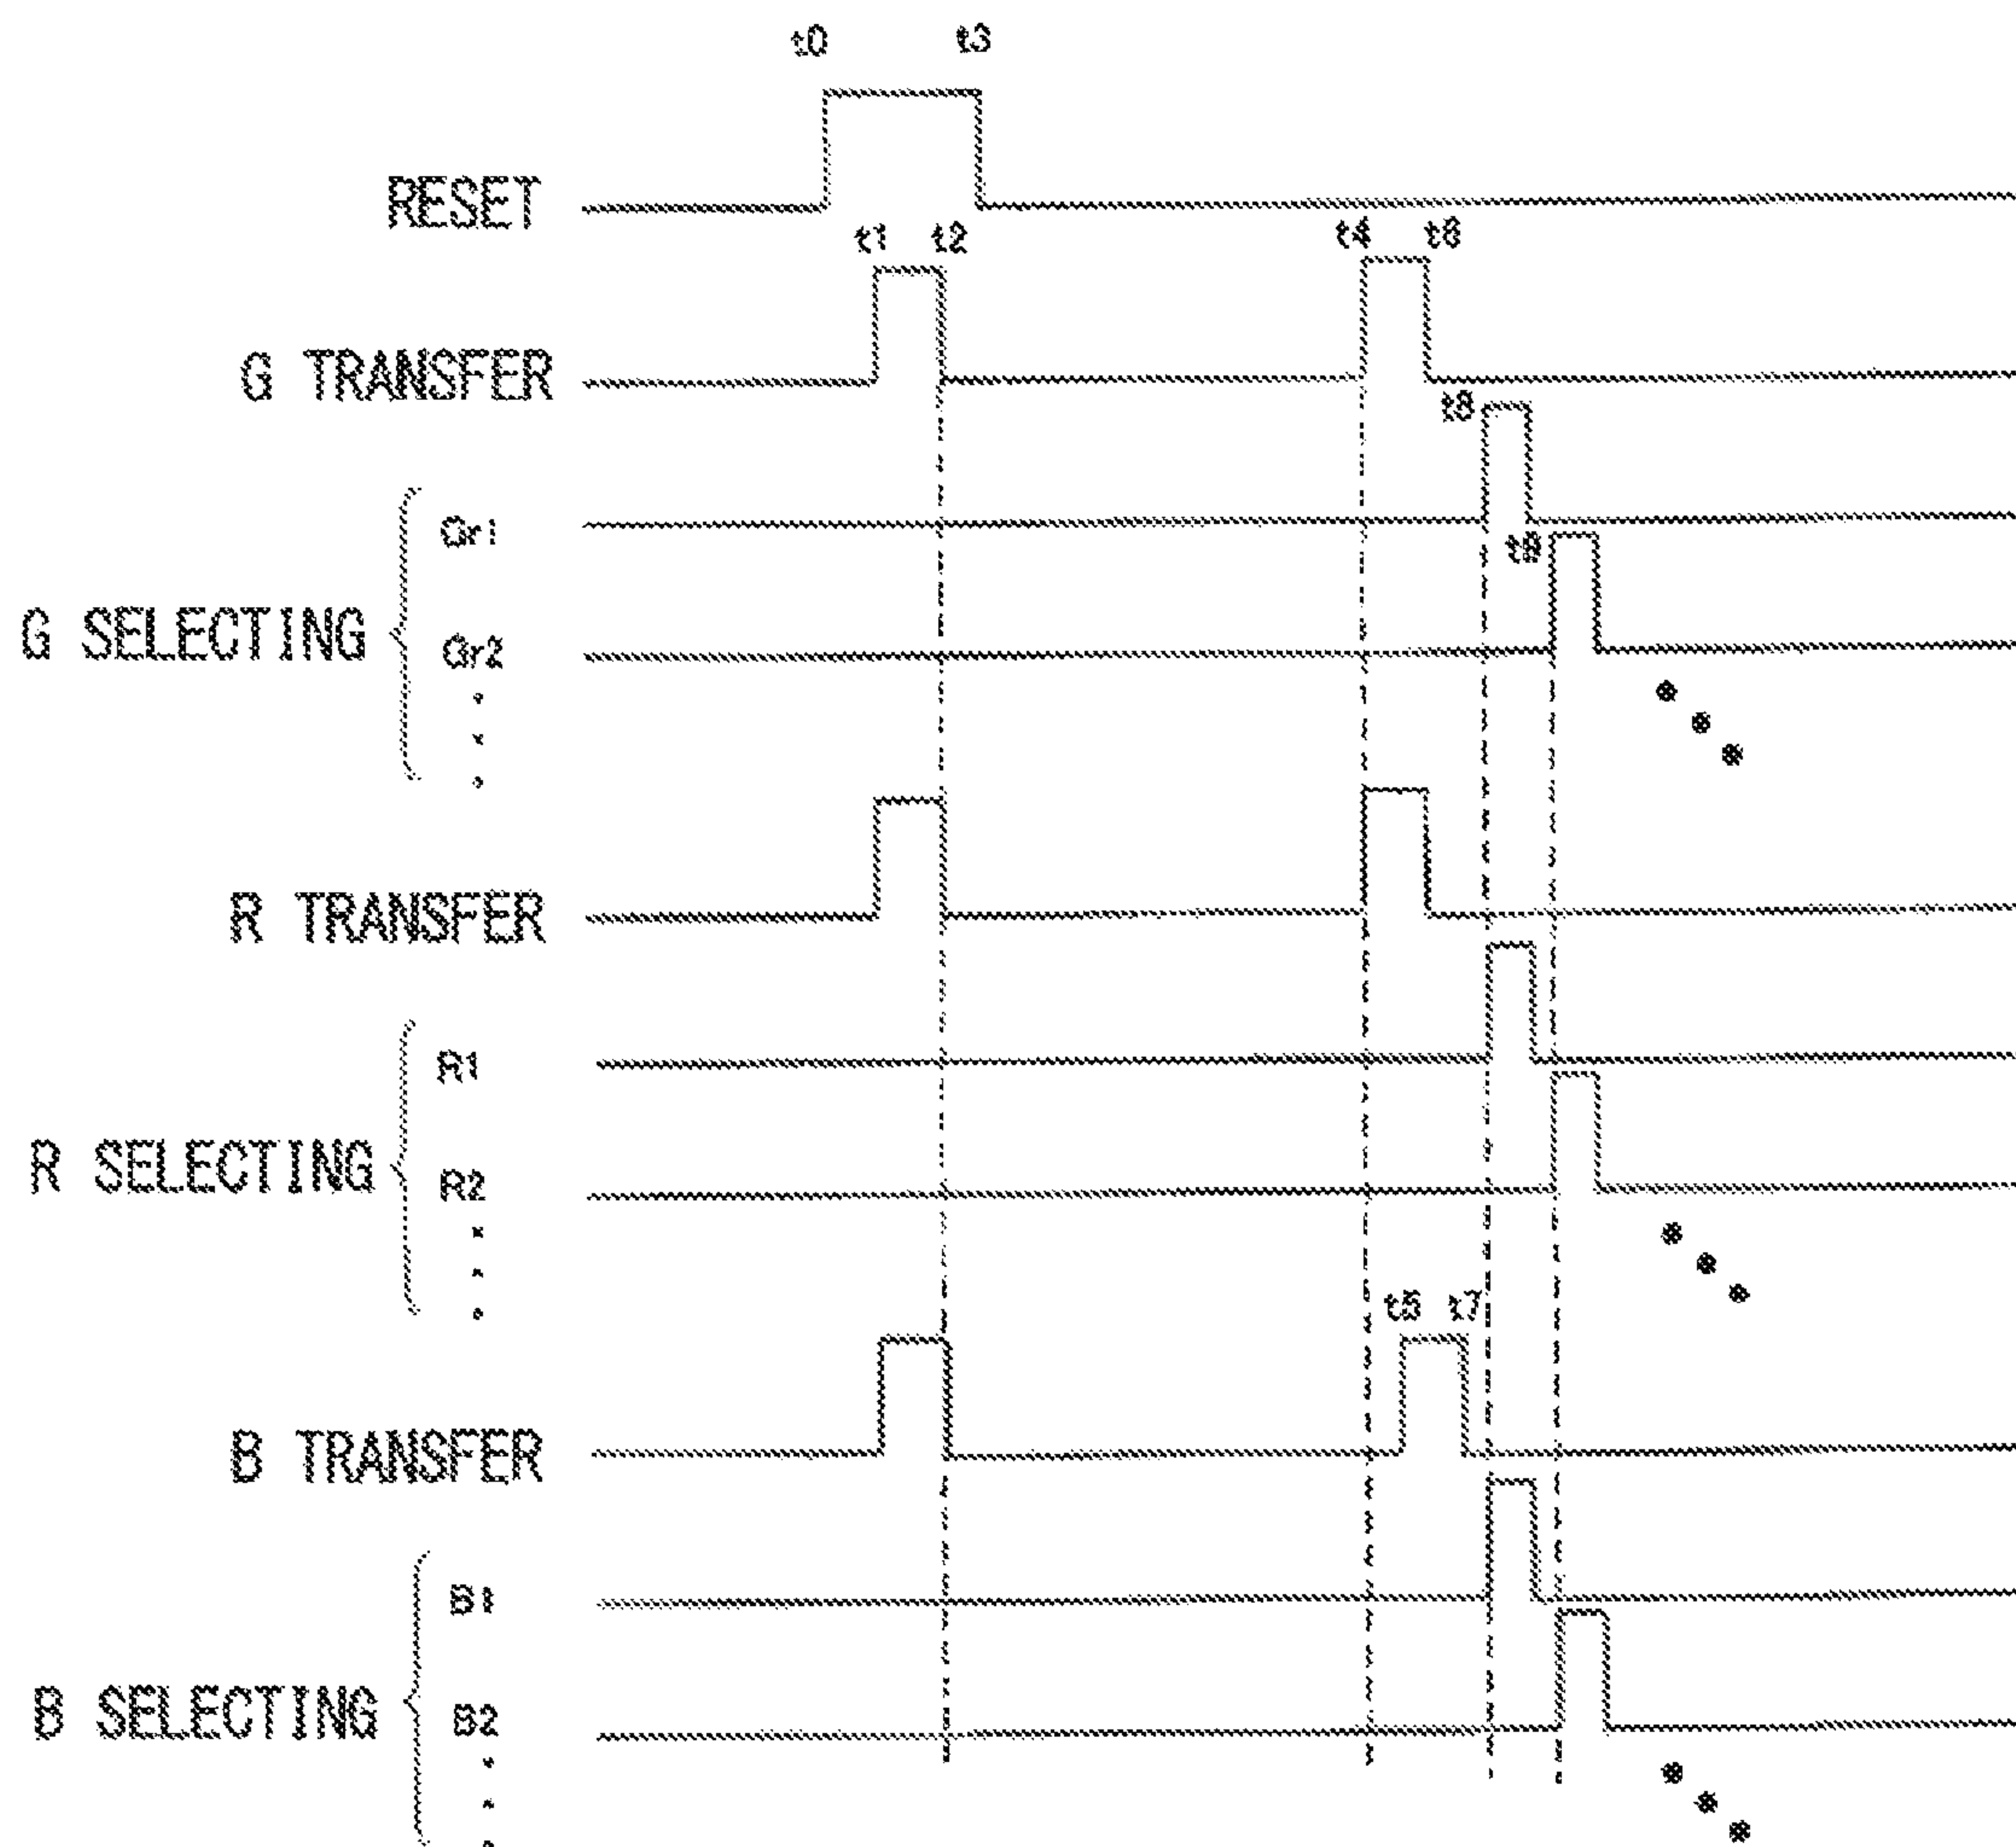 t0 t3
RESET
t1 t2 t4 t6
G TRANSFER
t8
Gr1
t9
G SELECTING
Gr2
R TRANSFER
R1
R SELECTING
R2
t5 t7
B TRANSFER
B1
B SELECTING
B2